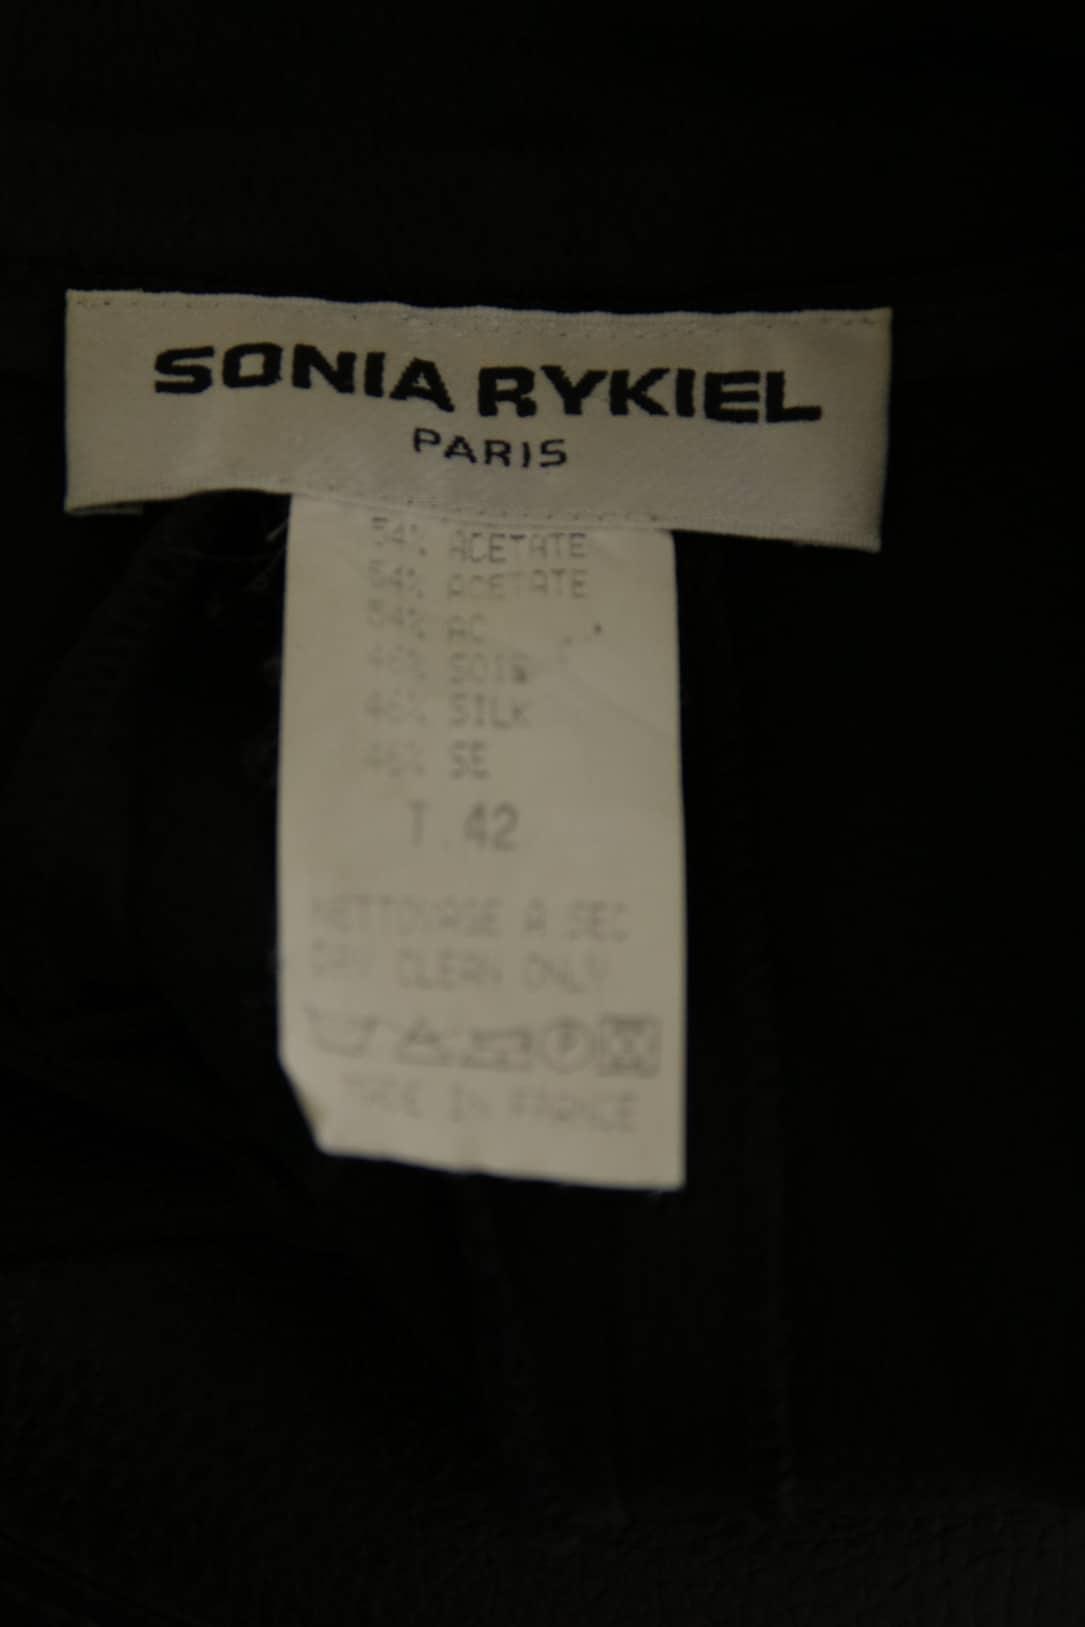 SONIA RYKIEL
PARIS
54% ACETATE
54% ACETATE
54% AC
46% SOIE
46% SILK
46% SE
T.42
NETTOYAGE A SEC
DRY CLEAN ONLY
P
MADE IN FRANCE